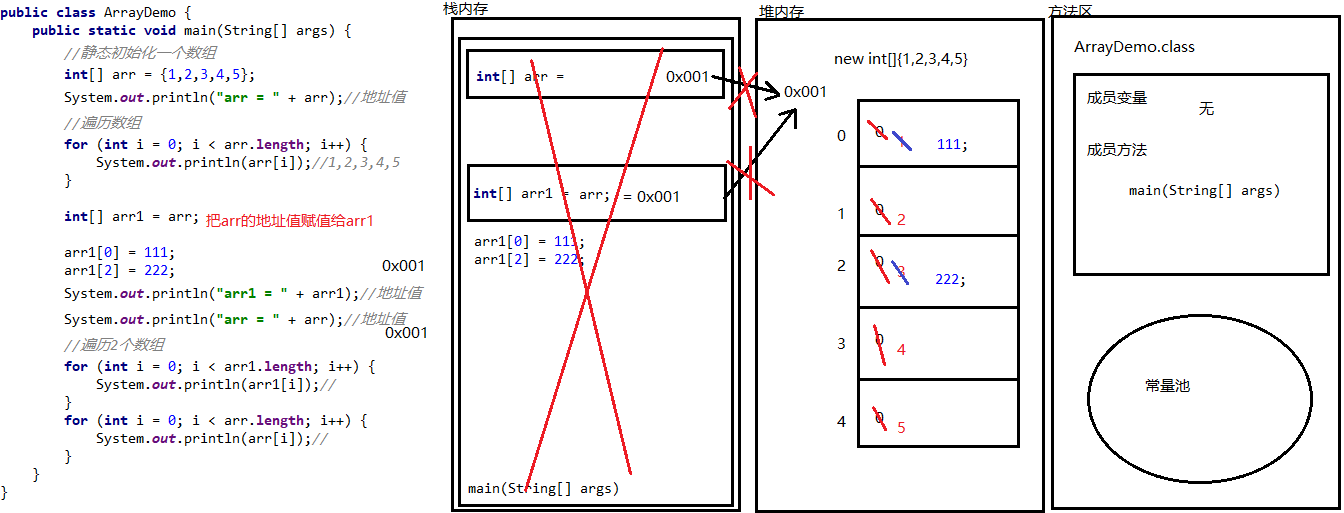 public class ArrayDemo {
public static void main(String[] args) {
//静态初始化一个数组
int[] arr = {1,2,3,4,5};
System.out.println("arr = " + arr);//地址值
//遍历数组
for (int i = 0; i < arr.length; i++) {
System.out.println(arr[i]);//1,2,3,4,5
}
int[] arr1 = arr; 把arr的地址值赋值给arr1
arr1[0] = 111;
arr1[2] = 222;
0x001
System.out.println("arr1 = " + arr1);//地址值
System.out.println("arr = " + arr);//地址值
0x001
//遍历2个数组
for (int i = 0; i < arr1.length; i++) {
System.out.println(arr1[i]);//
}
for (int i = 0; i < arr.length; i++) {
System.out.println(arr[i]);//
}
}
}
栈内存
int[] arr = 0x001
int[] arr1 = arr; = 0x001
arr1[0] = 111;
arr1[2] = 222;
main(String[] args)
堆内存
new int[]{1,2,3,4,5}
0x001
0 0 1 111;
1 0 2
2 0 3 222;
3 0 4
4 0 5
方法区
ArrayDemo.class
成员变量
无
成员方法
main(String[] args)
常量池